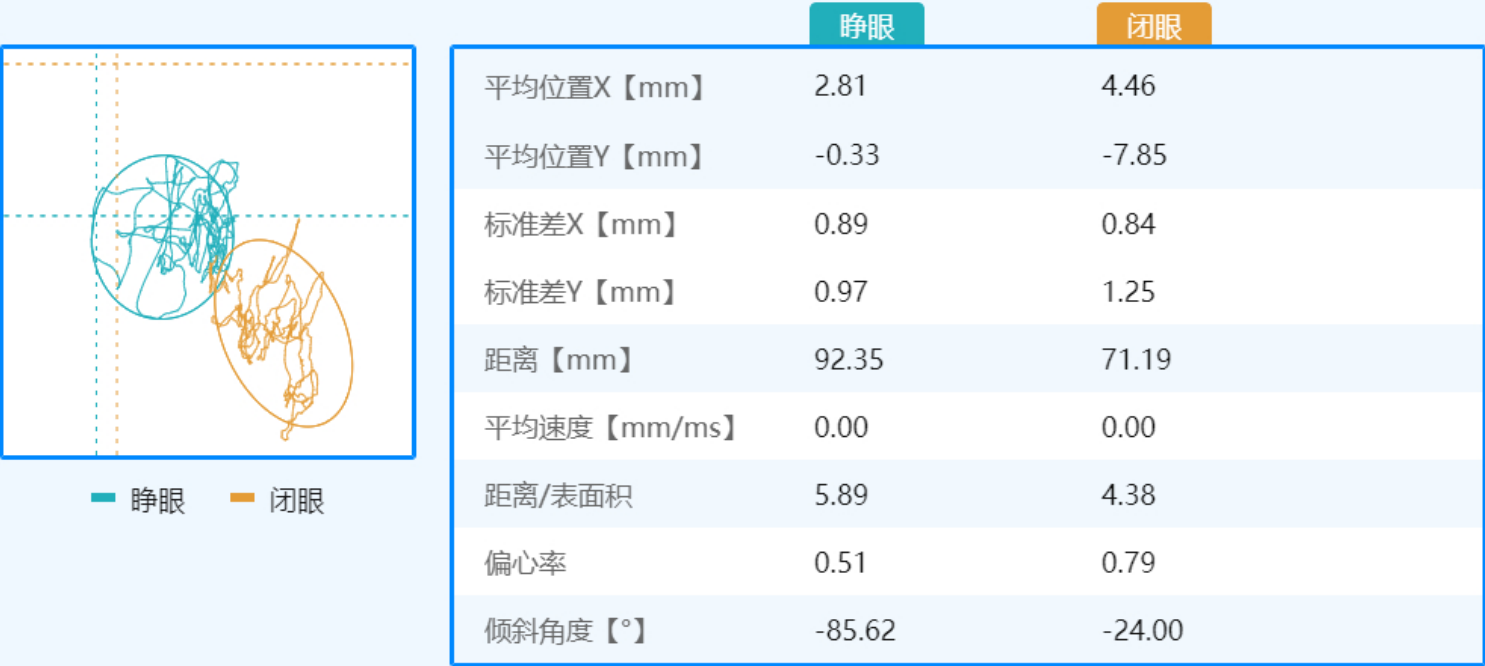 睁眼 闭眼
平均位置X【mm】 2.81 4.46
平均位置Y【mm】 -0.33 -7.85
标准差X【mm】 0.89 0.84
标准差Y【mm】 0.97 1.25
距离【mm】 92.35 71.19
平均速度【mm/ms】 0.00 0.00
距离/表面积 5.89 4.38
偏心率 0.51 0.79
倾斜角度【°】 -85.62 -24.00
睁眼 闭眼